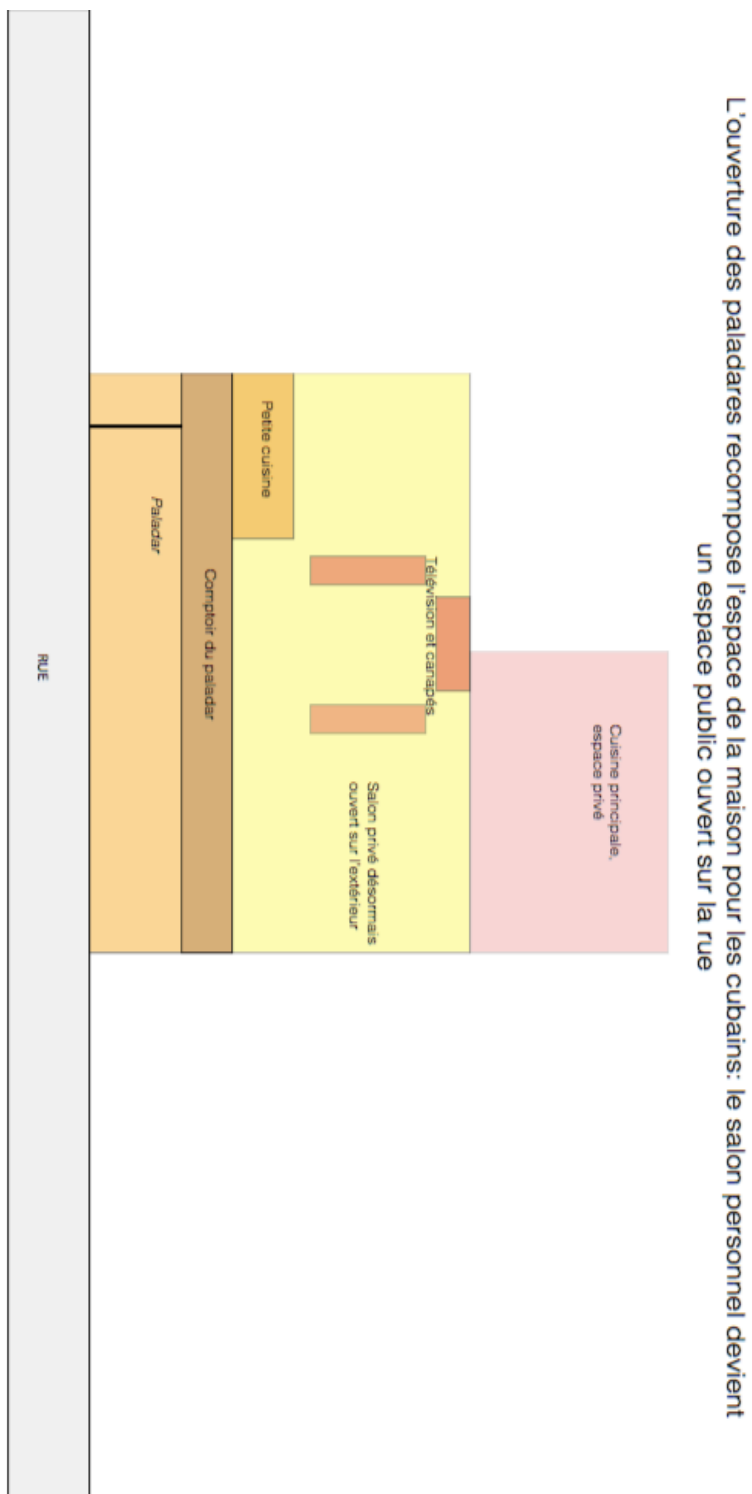 L'ouverture des paladares recompose l'espace de la maison pour les cubains: le salon personnel devient
un espace public ouvert sur la rue
Cuisine principale,
espace privé
Télévision et canapés
Salon privé désormais
ouvert sur l'extérieur
Petite cuisine
Comptoir du paladar
Paladar
RUE